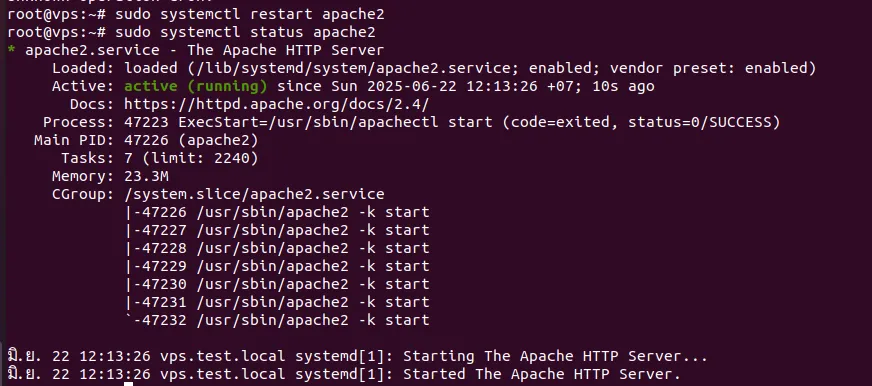 root@vps:~# sudo systemctl restart apache2
root@vps:~# sudo systemctl status apache2
* apache2.service - The Apache HTTP Server
     Loaded: loaded (/lib/systemd/system/apache2.service; enabled; vendor preset: enabled)
     Active: active (running) since Sun 2025-06-22 12:13:26 +07; 10s ago
       Docs: https://httpd.apache.org/docs/2.4/
    Process: 47223 ExecStart=/usr/sbin/apachectl start (code=exited, status=0/SUCCESS)
   Main PID: 47226 (apache2)
      Tasks: 7 (limit: 2240)
     Memory: 23.3M
     CGroup: /system.slice/apache2.service
             |-47226 /usr/sbin/apache2 -k start
             |-47227 /usr/sbin/apache2 -k start
             |-47228 /usr/sbin/apache2 -k start
             |-47229 /usr/sbin/apache2 -k start
             |-47230 /usr/sbin/apache2 -k start
             |-47231 /usr/sbin/apache2 -k start
             `-47232 /usr/sbin/apache2 -k start
มิ.ย. 22 12:13:26 vps.test.local systemd[1]: Starting The Apache HTTP Server...
มิ.ย. 22 12:13:26 vps.test.local systemd[1]: Started The Apache HTTP Server.